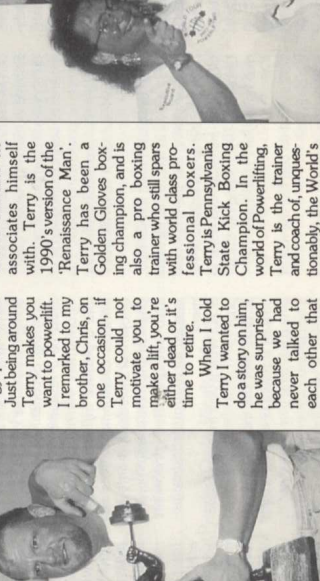 Just being around
Terry makes you
want to powerlift.
I remarked to my
brother, Chris, on
one occasion, if
Terry could not
motivate you to
make a lift, you're
either dead or it's
time to retire.
When I told
Terry I wanted to
do a story on him,
he was surprised,
because we had
never talked to
each other that
associates himself
with. Terry is the
1990's version of the
'Renaissance Man'.
Terry has been a
Golden Gloves box-
ing champion, and is
also a pro boxing
trainer who still spars
with world class pro-
fessional boxers.
Terry is Pennsylvania
State Kick Boxing
Champion. In the
world of Powerlifting,
Terry is the trainer
and coach of, unques-
tionably, the World's